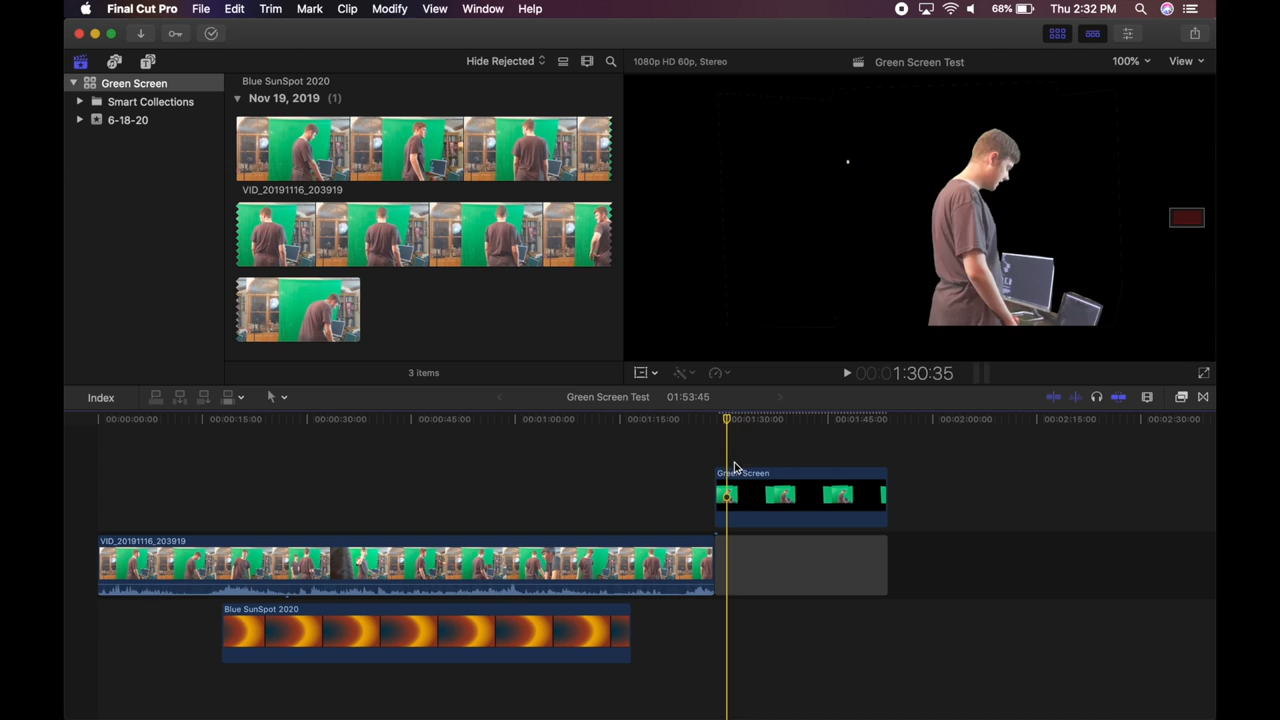 Final Cut Pro File Edit Trim Mark Clip Modify View Window Help 68% Thu 2:32 PM
Hide Rejected 1080p HD 60p, Stereo Green Screen Test 100% View
Green Screen
Smart Collections
6-18-20
Blue SunSpot 2020
Nov 19, 2019 (1)
VID_20191116_203919
3 items
00:00:01:30:35
Index Green Screen Test 01:53:45
00:00:00:00 00:00:15:00 00:00:30:00 00:00:45:00 00:01:00:00 00:01:15:00 00:01:30:00 00:01:45:00 00:02:00:00 00:02:15:00 00:02:30:00
Green Screen
VID_20191116_203919
Blue SunSpot 2020